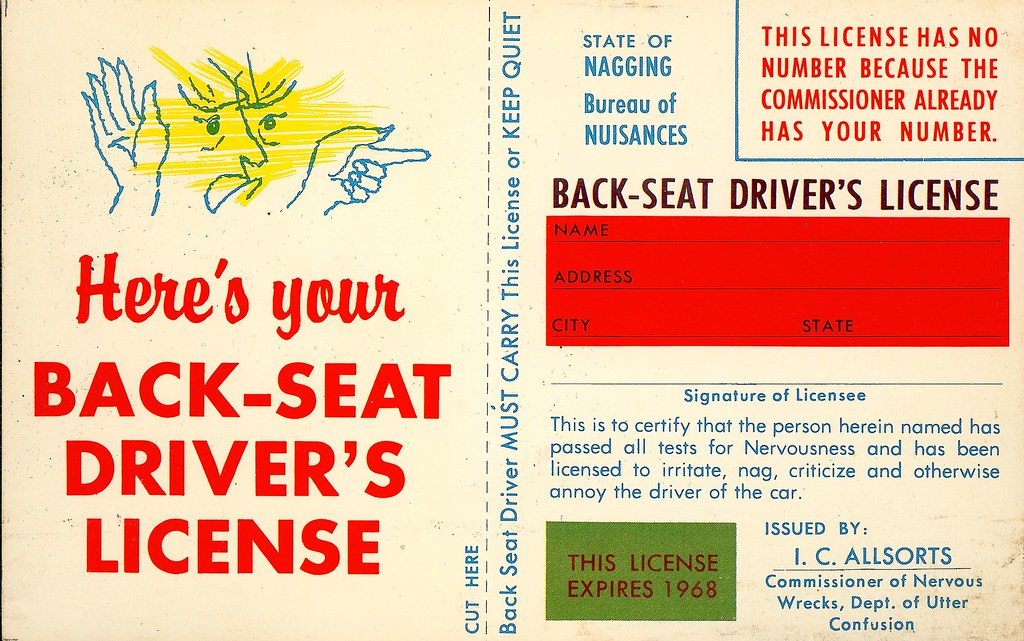 Here's your
BACK-SEAT
DRIVER'S
LICENSE
CUT HERE
Back Seat Driver MUST CARRY This License or KEEP QUIET
STATE OF
NAGGING
Bureau of
NUISANCES
THIS LICENSE HAS NO
NUMBER BECAUSE THE
COMMISSIONER ALREADY
HAS YOUR NUMBER.
BACK-SEAT DRIVER'S LICENSE
NAME
ADDRESS
CITY STATE
Signature of Licensee
This is to certify that the person herein named has
passed all tests for Nervousness and has been
licensed to irritate, nag, criticize and otherwise
annoy the driver of the car.
THIS LICENSE
EXPIRES 1968
ISSUED BY:
I. C. ALLSORTS
Commissioner of Nervous
Wrecks, Dept. of Utter
Confusion